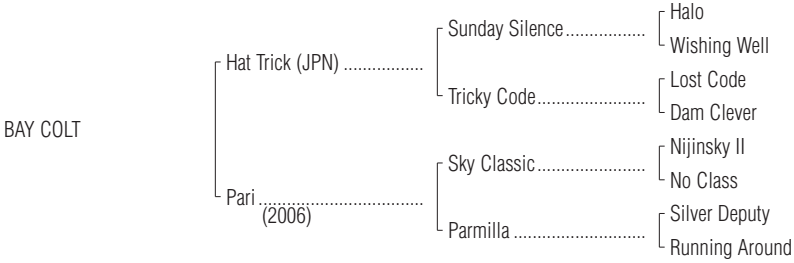 Halo
Sunday Silence.................
Wishing Well
Hat Trick (JPN) .................
Lost Code
Tricky Code.......................
Dam Clever
BAY COLT
Nijinsky II
Sky Classic.......................
No Class
Pari...................................
(2006)
Silver Deputy
Parmilla ............................
Running Around